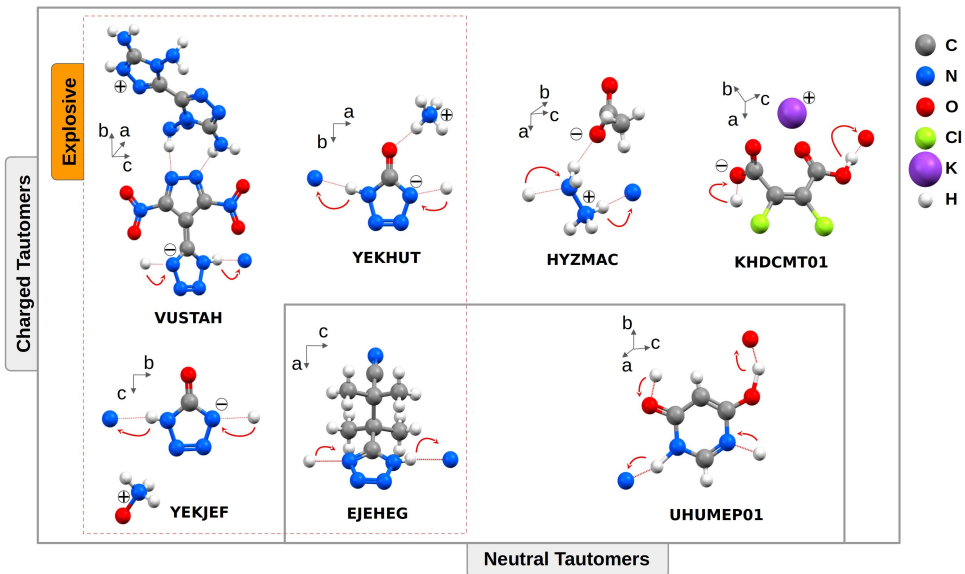 Explosive
Charged Tautomers
b
a
c
VUSTAH
a
b
⊕
⊖
⊕
⊖
YEKHUT
b
c
a
⊖
⊕
HYZMAC
b
c
a
⊕
⊖
KHDCMT01
C
N
O
Cl
K
H
b
c
⊖
⊕
YEKJEF
c
a
EJEHEG
b
c
a
UHUMEP01
Neutral Tautomers